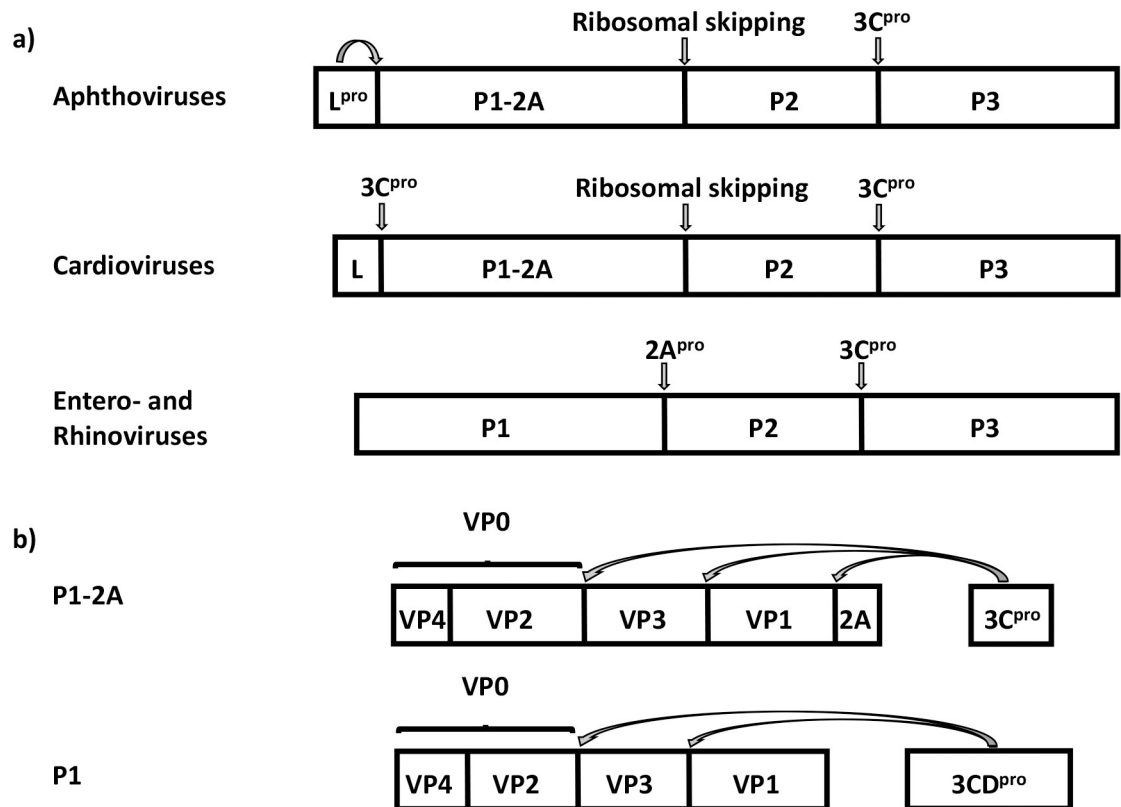 a)
Ribosomal skipping 3Cpro
Aphthoviruses Lpro P1-2A P2 P3
3Cpro Ribosomal skipping 3Cpro
Cardioviruses L P1-2A P2 P3
2Apro 3Cpro
Entero- and
Rhinoviruses P1 P2 P3
b)
VP0
P1-2A VP4 VP2 VP3 VP1 2A 3Cpro
VP0
P1 VP4 VP2 VP3 VP1 3CDpro